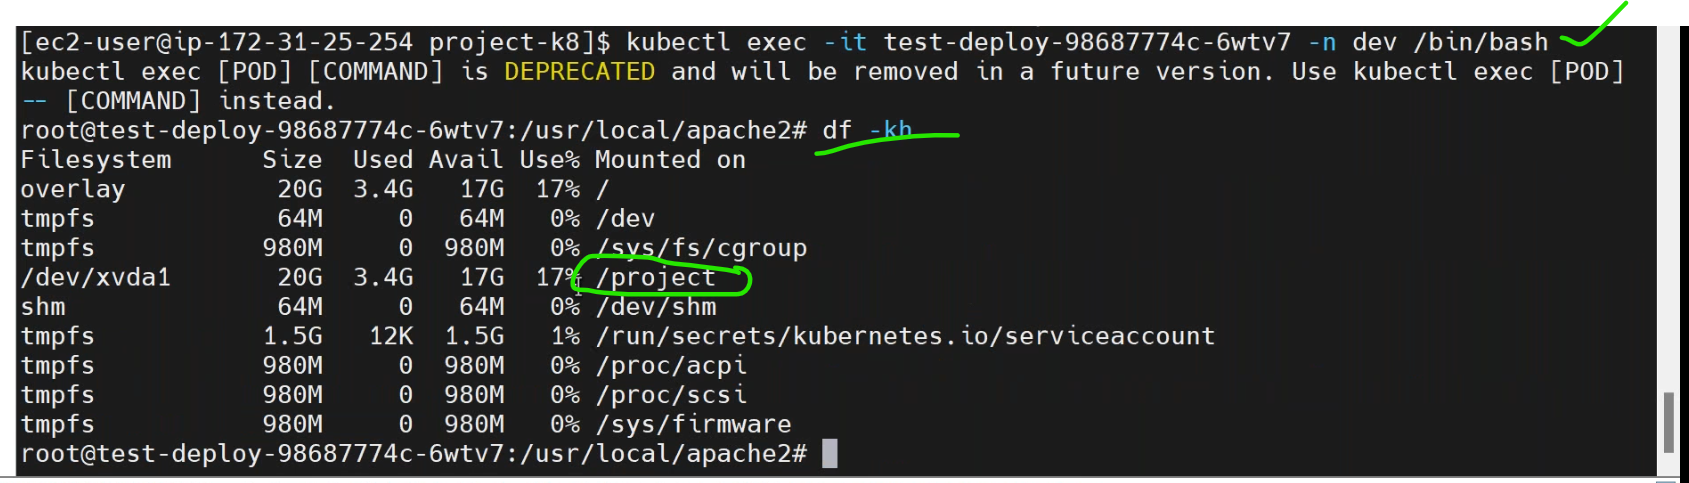 [ec2-user@ip-172-31-25-254 project-k8]$ kubectl exec -it test-deploy-98687774c-6wtv7 -n dev /bin/bash
kubectl exec [POD] [COMMAND] is DEPRECATED and will be removed in a future version. Use kubectl exec [POD]
-- [COMMAND] instead.
root@test-deploy-98687774c-6wtv7:/usr/local/apache2# df -kh
Filesystem      Size  Used Avail Use% Mounted on
overlay          20G  3.4G   17G  17% /
tmpfs            64M     0   64M   0% /dev
tmpfs           980M     0  980M   0% /sys/fs/cgroup
/dev/xvda1       20G  3.4G   17G  17% /project
shm              64M     0   64M   0% /dev/shm
tmpfs           1.5G   12K  1.5G   1% /run/secrets/kubernetes.io/serviceaccount
tmpfs           980M     0  980M   0% /proc/acpi
tmpfs           980M     0  980M   0% /proc/scsi
tmpfs           980M     0  980M   0% /sys/firmware
root@test-deploy-98687774c-6wtv7:/usr/local/apache2#